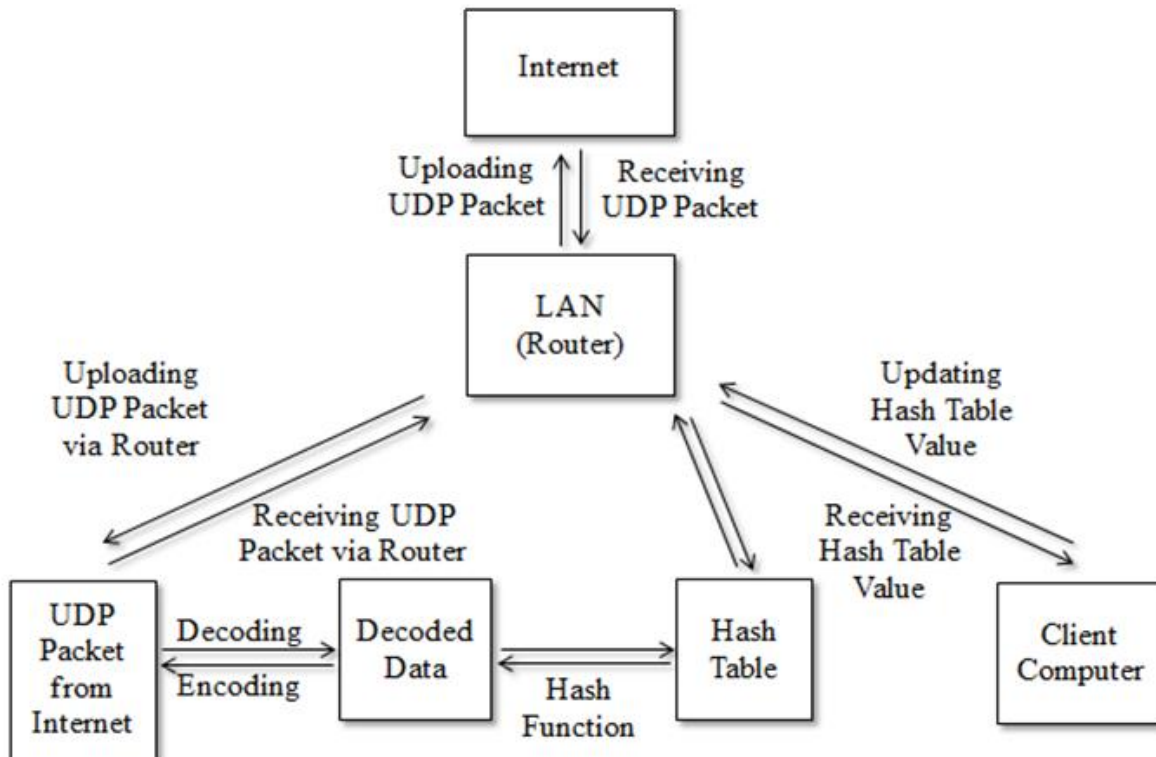 Internet
Uploading
UDP Packet
Receiving
UDP Packet
LAN
(Router)
Uploading
UDP Packet
via Router
Updating
Hash Table
Value
Receiving UDP
Packet via Router
Receiving
Hash Table
Value
UDP
Packet
from
Internet
Decoding
Encoding
Decoded
Data
Hash
Function
Hash
Table
Client
Computer